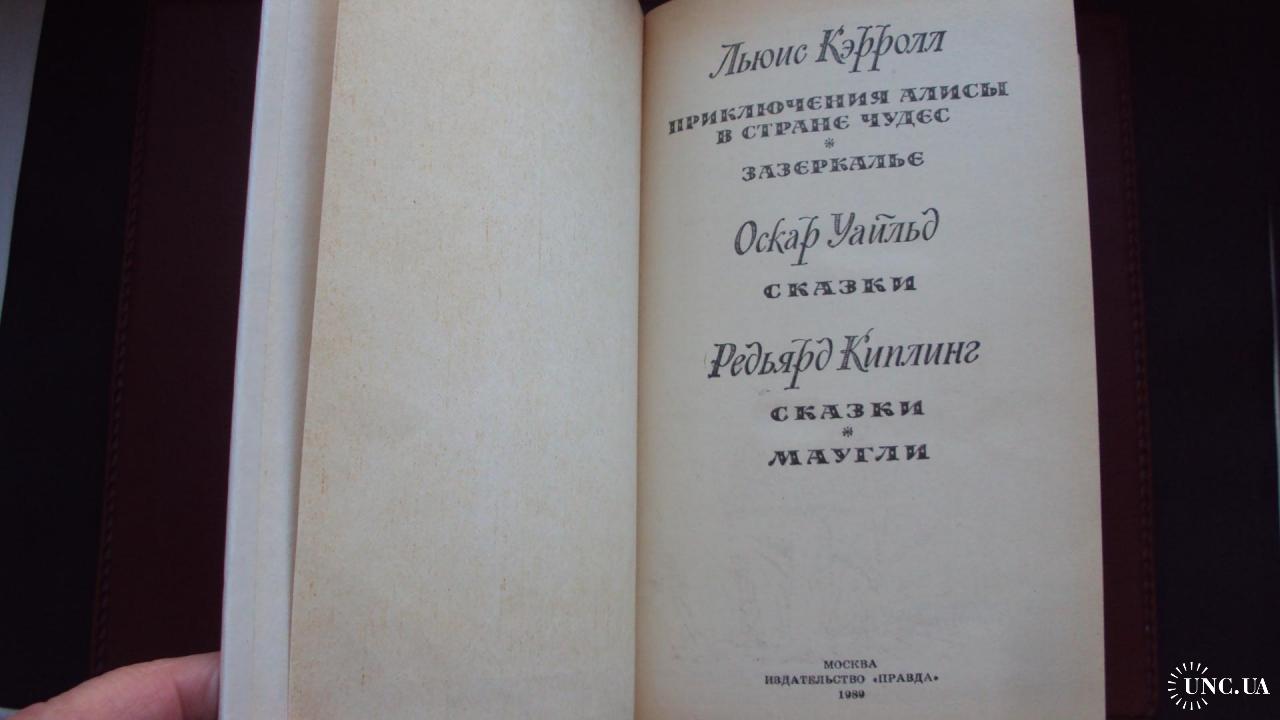 Льюис Кэрролл
ПРИКЛЮЧЕНИЯ АЛИСЫ
В СТРАНЕ ЧУДЕС
*
ЗАЗЕРКАЛЬЕ
Оскар Уайльд
СКАЗКИ
Редьярд Киплинг
СКАЗКИ
*
МАУГЛИ
МОСКВА
ИЗДАТЕЛЬСТВО «ПРАВДА»
1989
UNC.UA